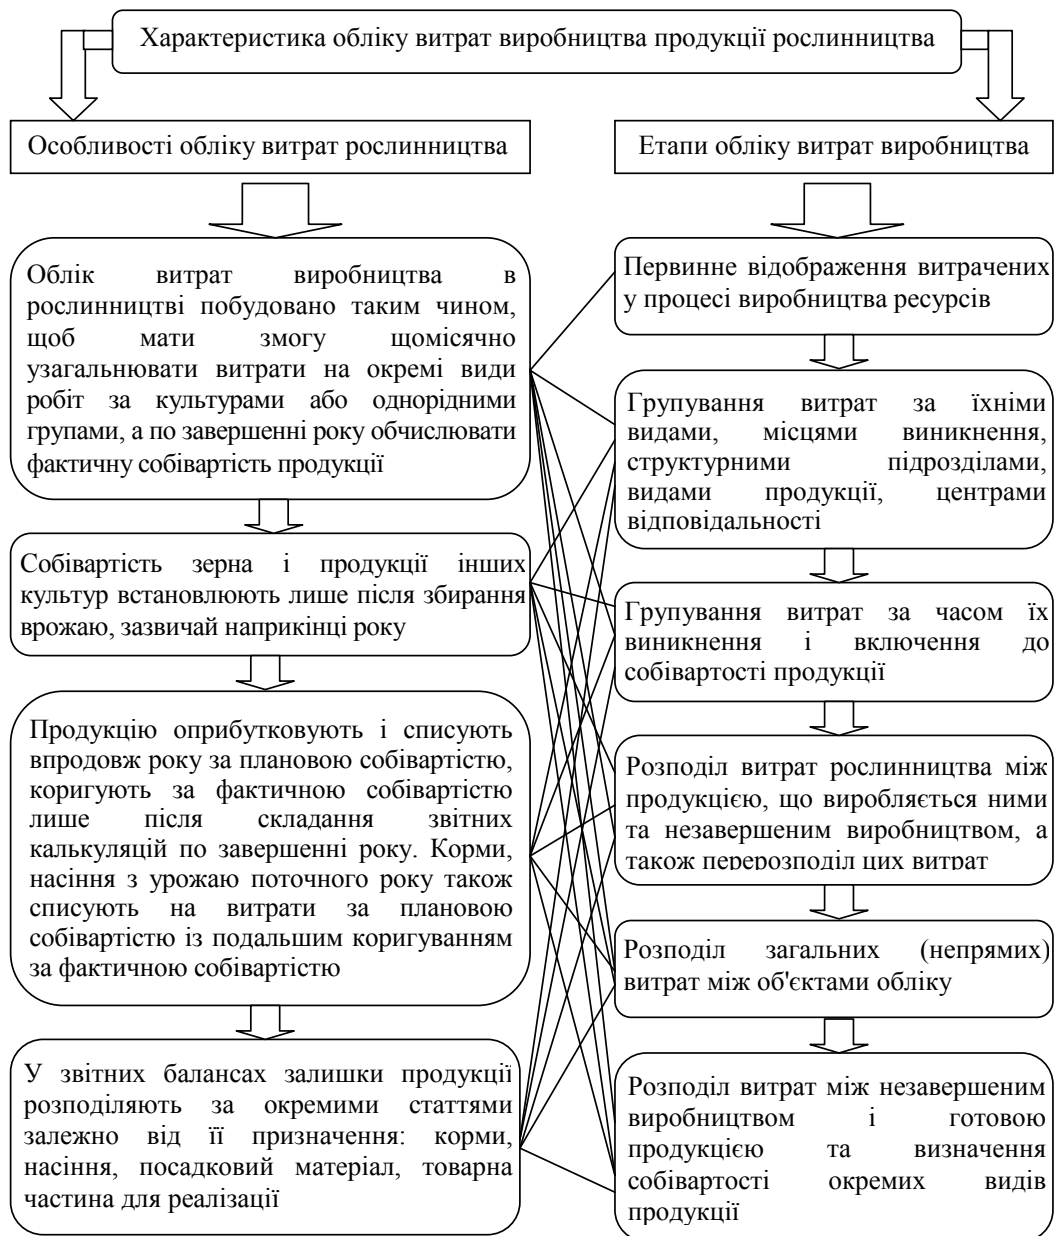 Характеристика обліку витрат виробництва продукції рослинництва
Особливості обліку витрат рослинництва
Облік витрат виробництва в
рослинництві побудовано таким чином,
щоб мати змогу щомісячно
узагальнювати витрати на окремі види
робіт за культурами або однорідними
групами, а по завершенні року обчислювати
фактичну собівартість продукції
Собівартість зерна і продукції інших
культур встановлюють лише після збирання
врожаю, зазвичай наприкінці року
Продукцію оприбутковують і списують
впродовж року за плановою собівартістю,
коригують за фактичною собівартістю
лише після складання звітних
калькуляцій по завершенні року. Корми,
насіння з урожаю поточного року також
списують на витрати за плановою
собівартістю із подальшим коригуванням
за фактичною собівартістю
У звітних балансах залишки продукції
розподіляють за окремими статтями
залежно від її призначення: корми,
насіння, посадковий матеріал, товарна
частина для реалізації
Етапи обліку витрат виробництва
Первинне відображення витрачених
у процесі виробництва ресурсів
Групування витрат за їхніми
видами, місцями виникнення,
структурними підрозділами,
видами продукції, центрами
відповідальності
Групування витрат за часом їх
виникнення і включення до
собівартості продукції
Розподіл витрат рослинництва між
продукцією, що виробляється ними
та незавершеним виробництвом, а
також перерозподіл цих витрат
Розподіл загальних (непрямих)
витрат між об'єктами обліку
Розподіл витрат між незавершеним
виробництвом і готовою
продукцією та визначення
собівартості окремих видів
продукції